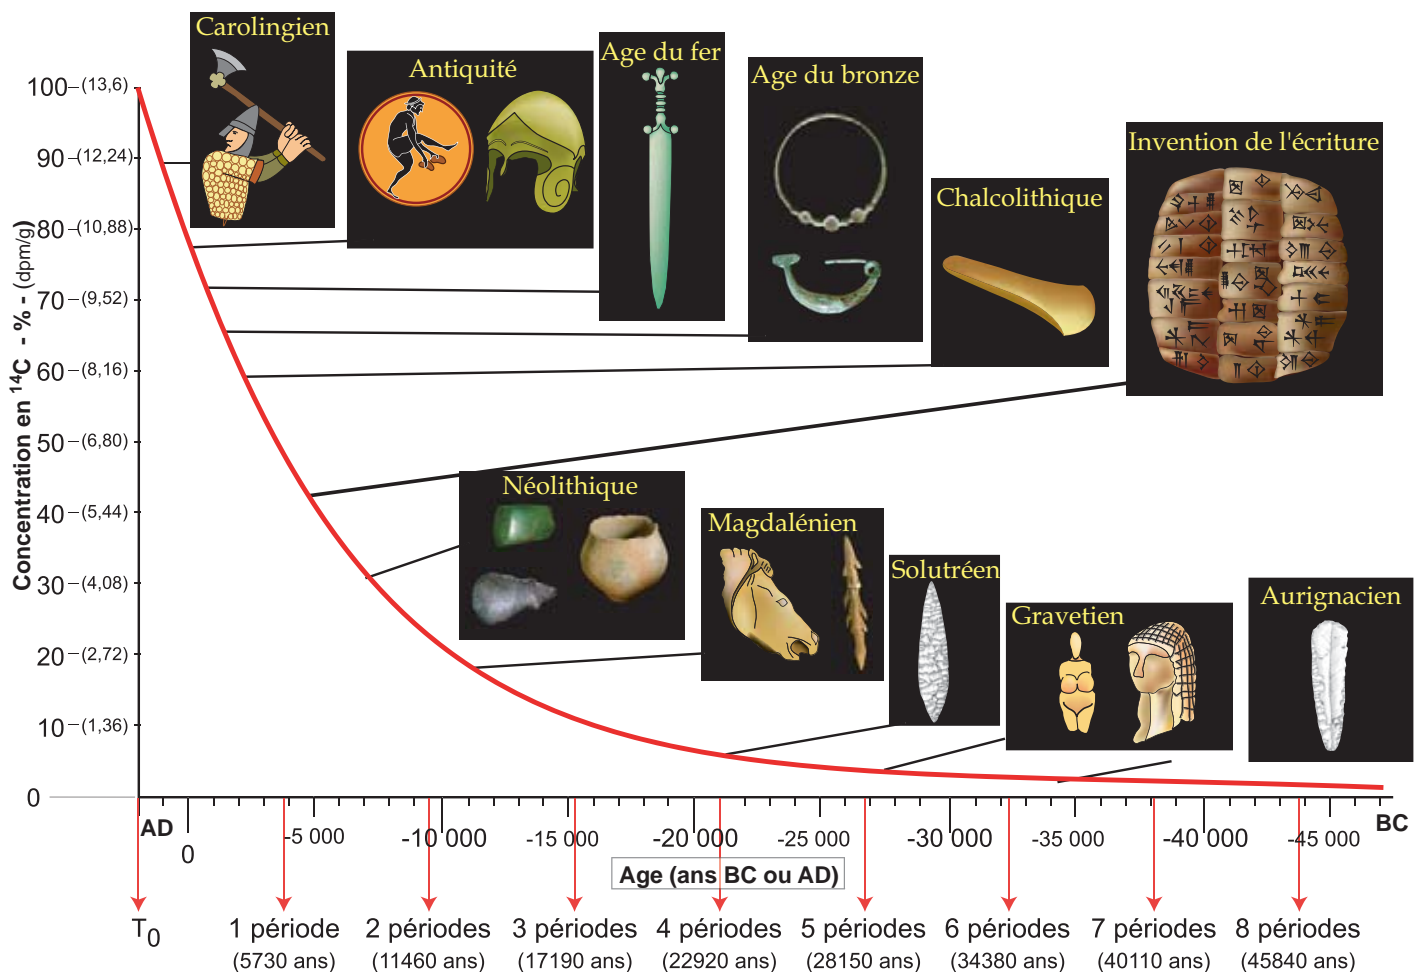 Carolingien
Antiquité
Age du fer
Age du bronze
Chalcolithique
Invention de l'écriture
Néolithique
Magdalénien
Solutréen
Gravetien
Aurignacien
Concentration en 14C - % - (dpm/g)
100 (13,6)
90 (12,24)
80 (10,88)
70 (9,52)
60 (8,16)
50 (6,80)
40 (5,44)
30 (4,08)
20 (2,72)
10 (1,36)
0
AD BC
0 -5 000 -10 000 -15 000 -20 000 -25 000 -30 000 -35 000 -40 000 -45 000
Age (ans BC ou AD)
T0 1 période 2 périodes 3 périodes 4 périodes 5 périodes 6 périodes 7 périodes 8 périodes
(5730 ans) (11460 ans) (17190 ans) (22920 ans) (28150 ans) (34380 ans) (40110 ans) (45840 ans)